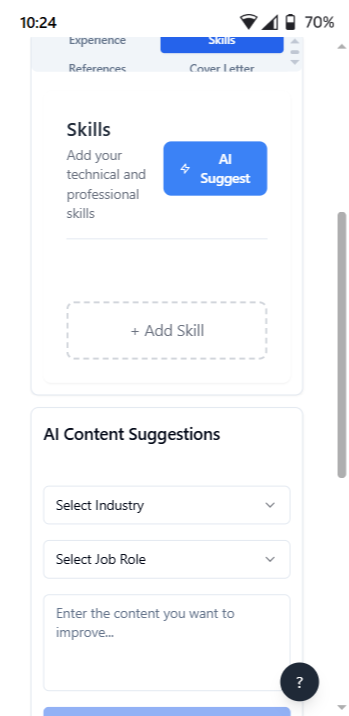 10:24 70%
Experience Skills
References Cover Letter
Skills
Add your
technical and
professional
skills
AI
Suggest
+ Add Skill
AI Content Suggestions
Select Industry
Select Job Role
Enter the content you want to
improve...
?